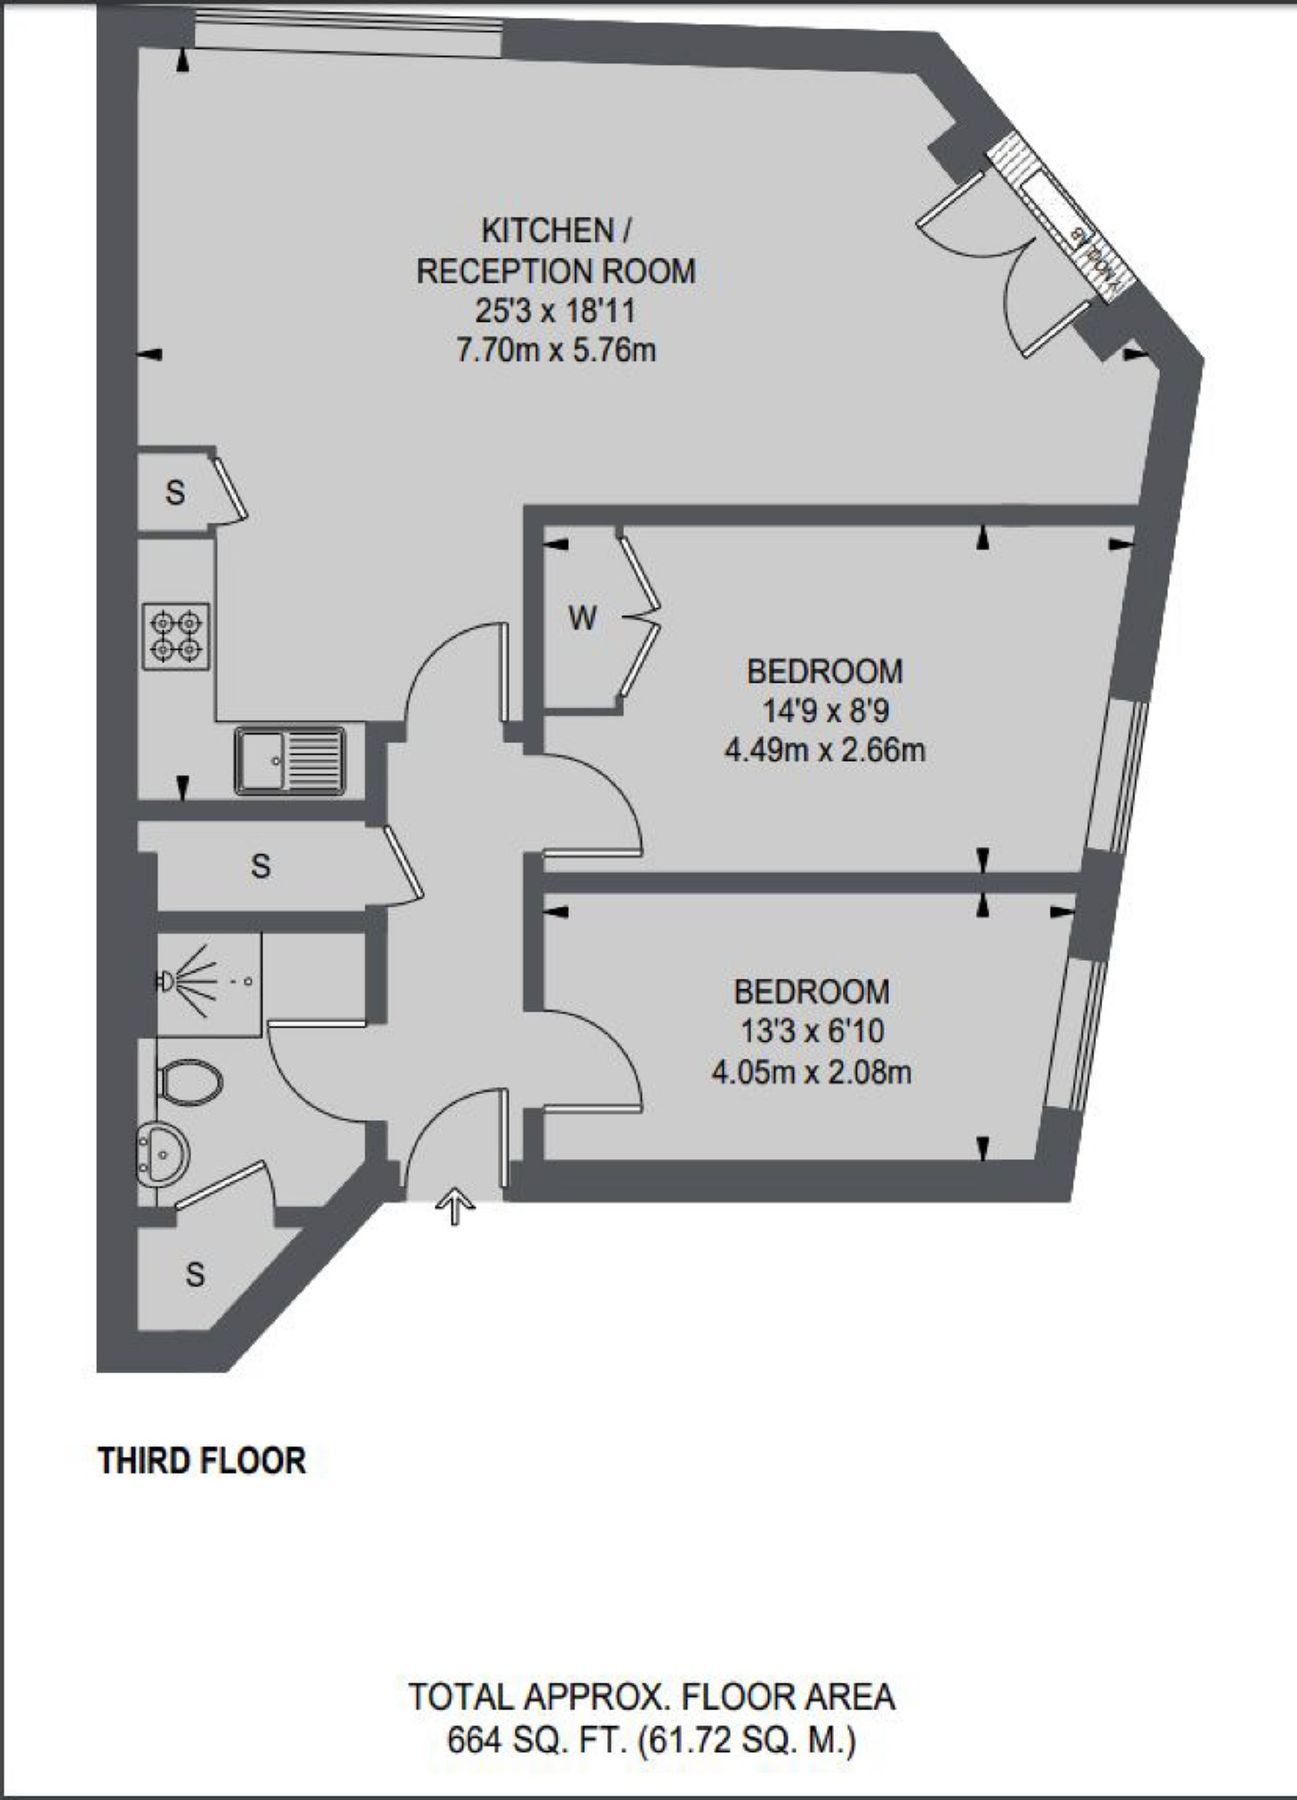 KITCHEN /
RECEPTION ROOM
25'3 x 18'11
7.70m x 5.76m
S
W
BEDROOM
14'9 x 8'9
4.49m x 2.66m
S
BEDROOM
13'3 x 6'10
4.05m x 2.08m
S
THIRD FLOOR
TOTAL APPROX. FLOOR AREA
664 SQ. FT. (61.72 SQ. M.)